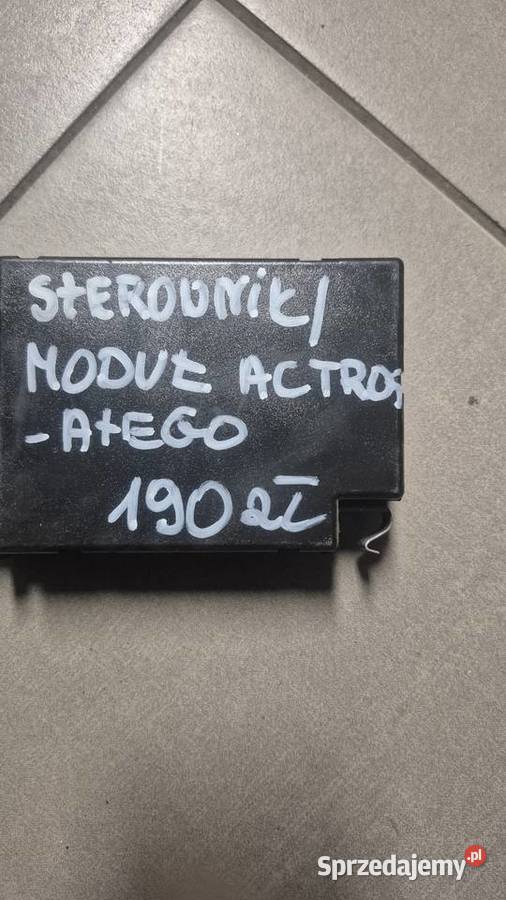 STEROWNIK/
MODUŁ ACTROS
- ATEGO
190 ZŁ
Sprzedajemy.pl